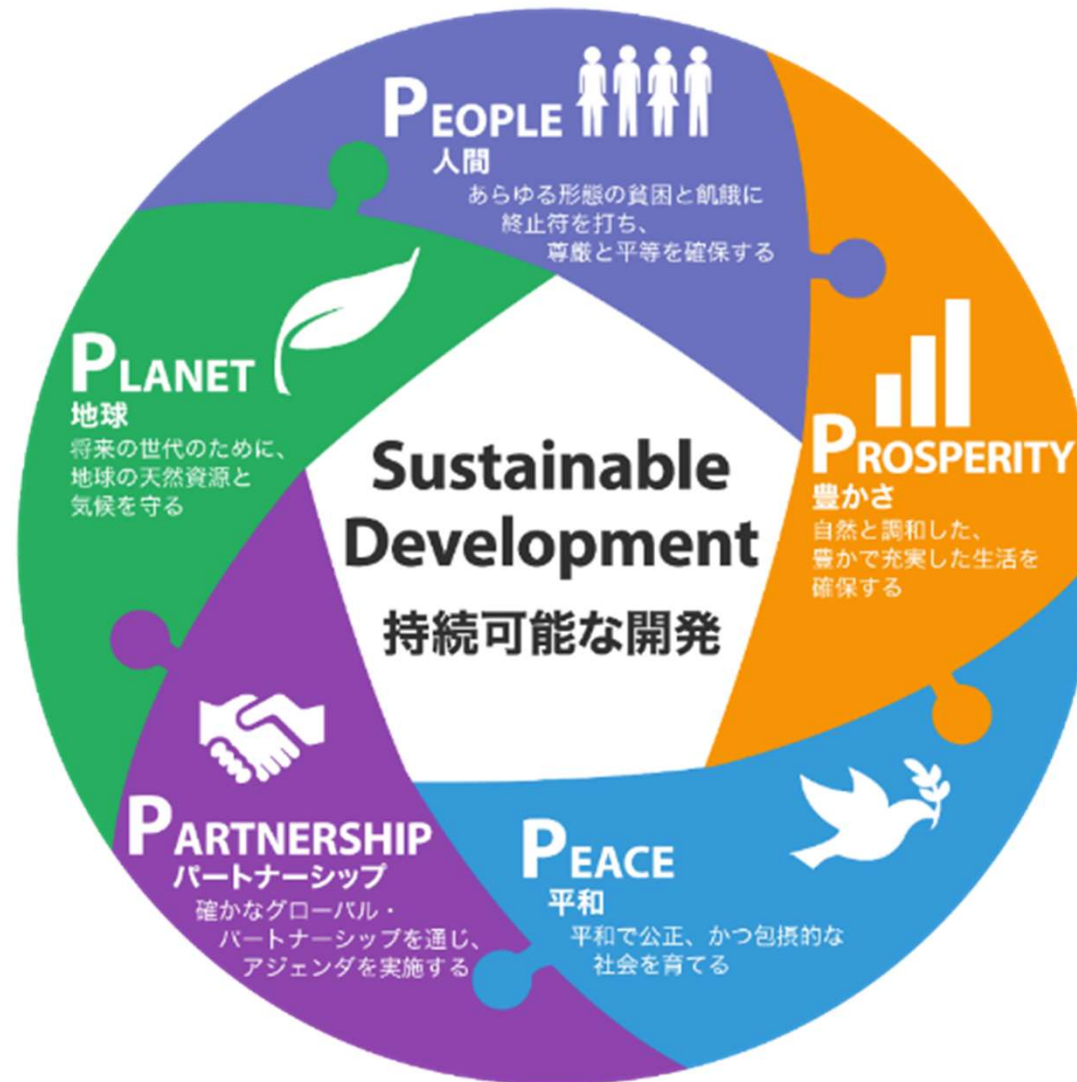 PEOPLE
人間
あらゆる形態の貧困と飢餓に
終止符を打ち、
尊厳と平等を確保する
PROSPERITY
豊かさ
自然と調和した、
豊かで充実した生活を
確保する
PEACE
平和
平和で公正、かつ包摂的な
社会を育てる
PARTNERSHIP
パートナーシップ
確かなグローバル・
パートナーシップを通じ、
アジェンダを実施する
PLANET
地球
将来の世代のために、
地球の天然資源と
気候を守る
Sustainable
Development
持続可能な開発